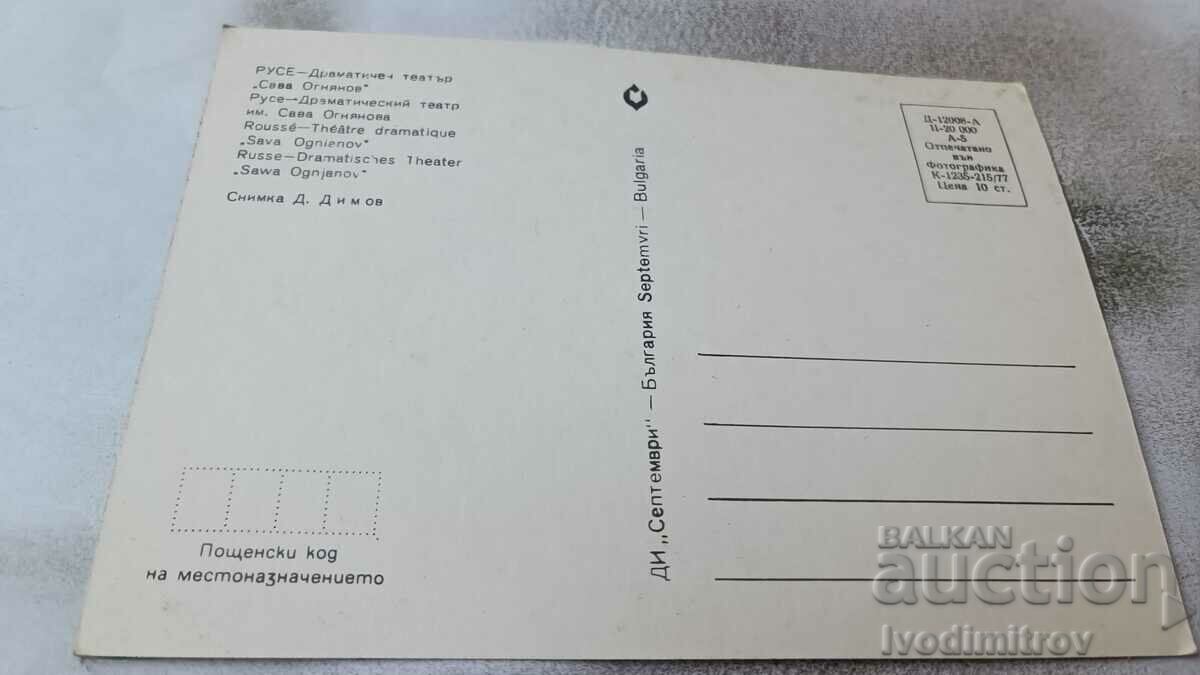 РУСЕ—Драматичен театър
„Сава Огнянов“
Русе—Драматический театр
им. Сава Огнянова
Roussé—Théâtre dramatique
„Sava Ognienov“
Russe—Dramatisches Theater
„Sawa Ognjanov“
Снимка Д. Димов
Пощенски код
на местоназначението
ДИ „Септември“ — България Septemvri — Bulgaria
Д-12008-А
II-20 000
А-5
Отпечатано
във
Фотографика
К-1235-215/77
Цена 10 ст.
BALKAN
auction
Ivodimitrov